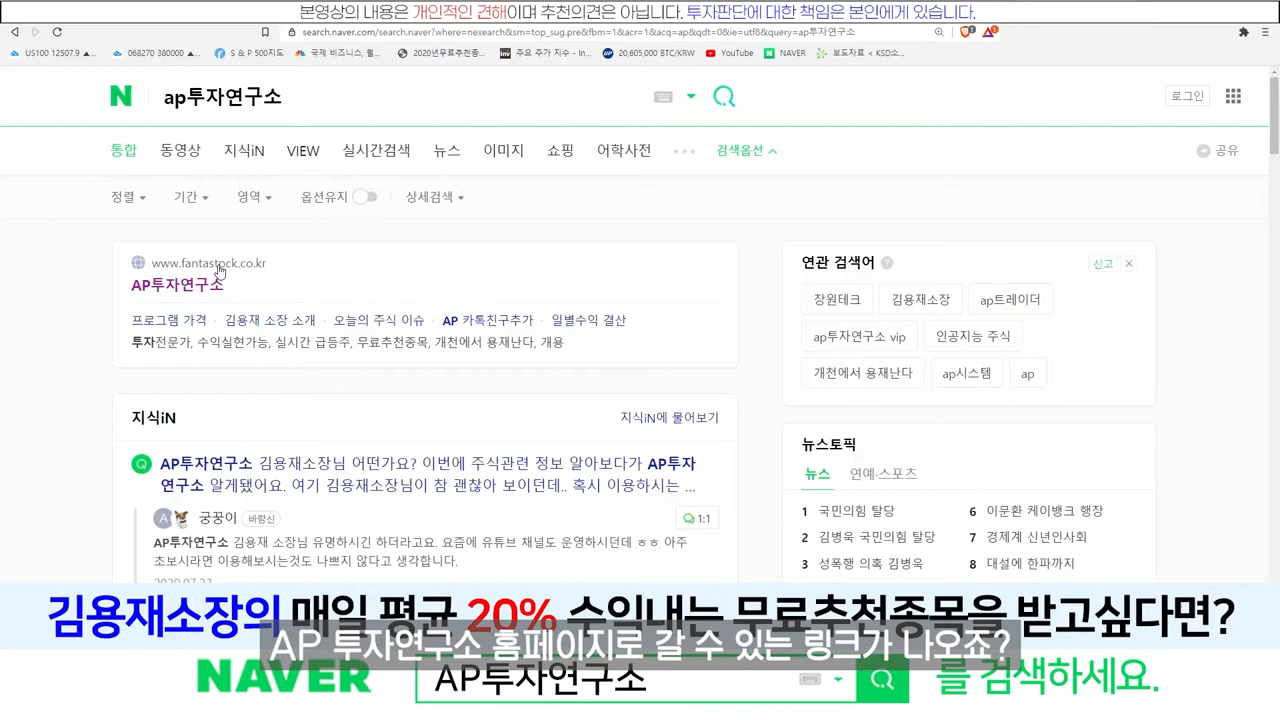 본영상의 내용은 개인적인 견해이며 추천의견은 아닙니다. 투자판단에 대한 책임은 본인에게 있습니다.
search.naver.com/search.naver?where=nexearch&sm=top_sug.pre&fbm=1&acr=1&acq=ap&qdt=0&ie=utf8&query=ap투자연구소
US100 12507.9 ▲... 068270 380000 ▲... S & P 500지도 국제 비즈니스, 월... 2020년무료추천종... 주요 주가 지수 - In... 20,605,000 BTC/KRW YouTube NAVER 보도자료 < KSD소...
N ap투자연구소 로그인
통합 동영상 지식iN VIEW 실시간검색 뉴스 이미지 쇼핑 어학사전 ••• 검색옵션 공유
정렬 기간 영역 옵션유지 상세검색
www.fantastock.co.kr
AP투자연구소
프로그램 가격 · 김용재 소장 소개 · 오늘의 주식 이슈 · AP 카톡친구추가 · 일별수익 결산
투자전문가, 수익실현가능, 실시간 급등주, 무료추천종목, 개천에서 용재난다, 개용
연관 검색어 ? 신고 ×
장원테크 김용재소장 ap트레이더
ap투자연구소 vip 인공지능 주식
개천에서 용재난다 ap시스템 ap
지식iN 지식iN에 물어보기
Q AP투자연구소 김용재소장님 어떤가요? 이번에 주식관련 정보 알아보다가 AP투자
연구소 알게됐어요. 여기 김용재소장님이 참 괜찮아 보이던데.. 혹시 이용하시는 ...
A 궁꿍이 바람신 1:1
AP투자연구소 김용재 소장님 유명하시긴 하더라고요. 요즘에 유튜브 채널도 운영하시던데 ㅎㅎ 아주
초보시라면 이용해보시는것도 나쁘지 않다고 생각합니다.
뉴스토픽
뉴스 연예·스포츠
1 국민의힘 탈당 6 이문환 케이뱅크 행장
2 김병욱 국민의힘 탈당 7 경제계 신년인사회
3 성폭행 의혹 김병욱 8 대설에 한파까지
김용재소장의 매일 평균 20% 수익내는 무료추천종목을 받고싶다면?
AP 투자연구소 홈페이지로 갈 수 있는 링크가 나오죠?
NAVER AP투자연구소 를 검색하세요.